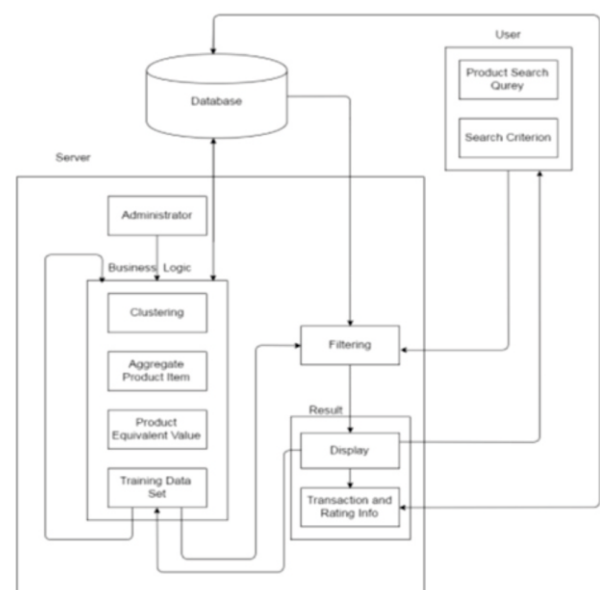 User
Product Search
Qurey
Search Criterion
Database
Server
Administrator
Business Logic
Clustering
Aggregate
Product Item
Product
Equivalent Value
Training Data
Set
Filtering
Result
Display
Transaction and
Rating Info